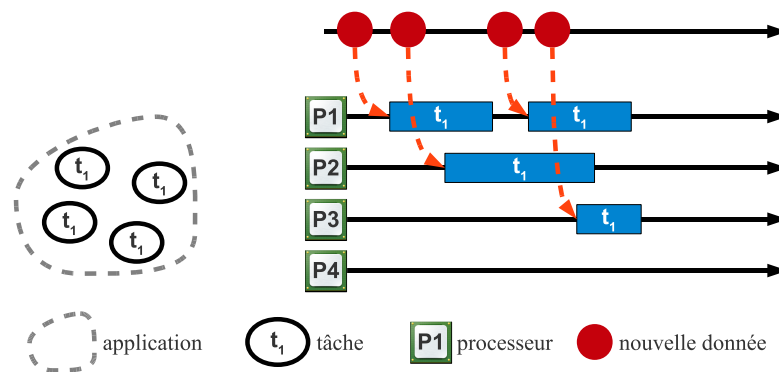 P1 t1 t1
P2 t1
P3 t1
P4
t1
t1
t1
t1
application t1 tâche P1 processeur nouvelle donnée